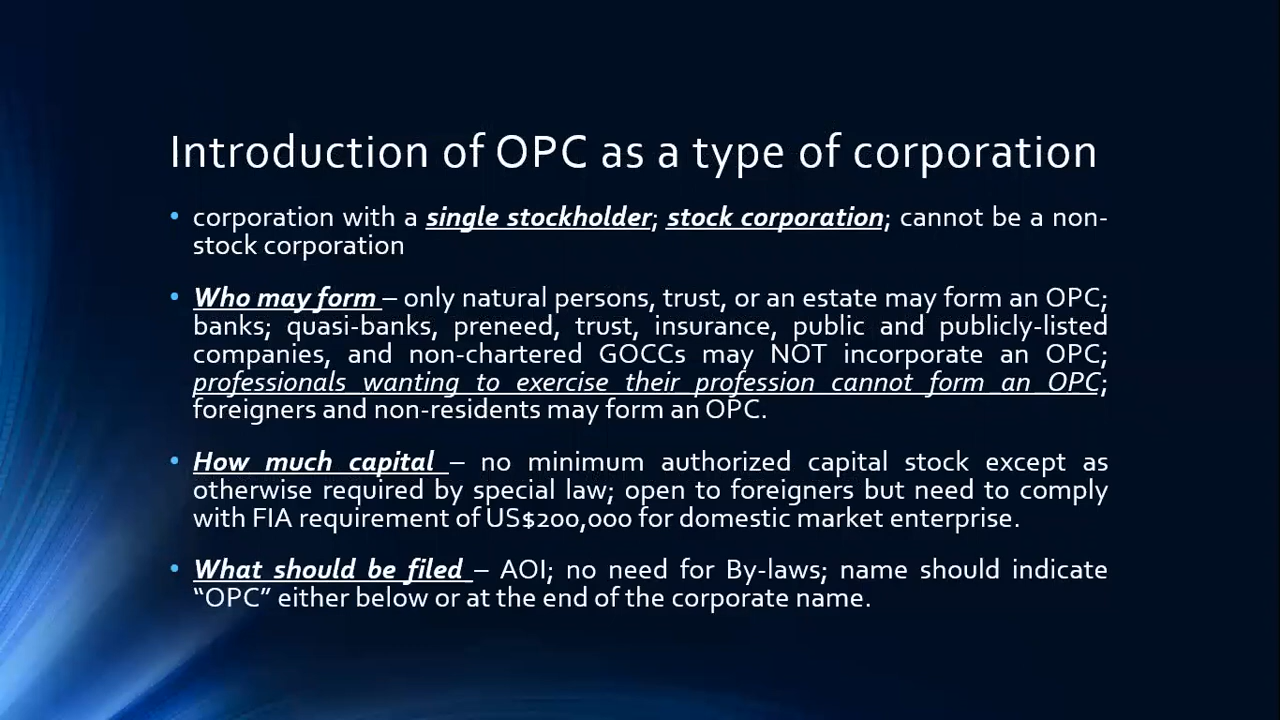 Introduction of OPC as a type of corporation
• corporation with a single stockholder; stock corporation; cannot be a non-
stock corporation
• Who may form – only natural persons, trust, or an estate may form an OPC;
banks; quasi-banks, preneed, trust, insurance, public and publicly-listed
companies, and non-chartered GOCCs may NOT incorporate an OPC;
professionals wanting to exercise their profession cannot form an OPC;
foreigners and non-residents may form an OPC.
• How much capital – no minimum authorized capital stock except as
otherwise required by special law; open to foreigners but need to comply
with FIA requirement of US$200,000 for domestic market enterprise.
• What should be filed – AOI; no need for By-laws; name should indicate
“OPC” either below or at the end of the corporate name.